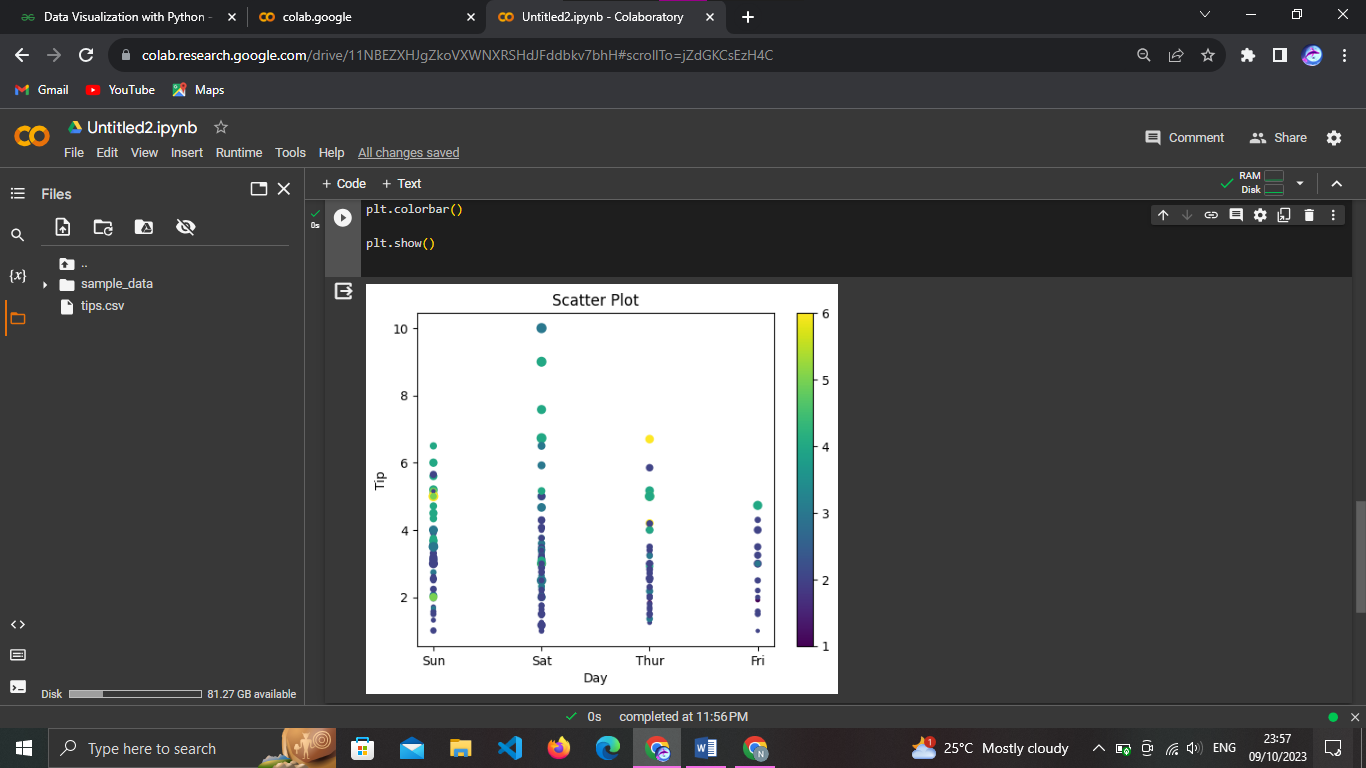 Data Visualization with Python -
colab.google
Untitled2.ipynb - Colaboratory
colab.research.google.com/drive/11NBEZXHJgZkoVXWNXRSHdJFddbkv7bhH#scrollTo=jZdGKCsEzH4C
Gmail YouTube Maps
Untitled2.ipynb
Comment Share
File Edit View Insert Runtime Tools Help All changes saved
Files
+ Code + Text
RAM
Disk
..
sample_data
tips.csv
{x}
0s
plt.colorbar()
plt.show()
Scatter Plot
10
8
6
4
2
Tip
Sun Sat Thur Fri
Day
6
5
4
3
2
1
Disk 81.27 GB available
0s completed at 11:56 PM
Type here to search
1
25°C Mostly cloudy
ENG
23:57
09/10/2023
N